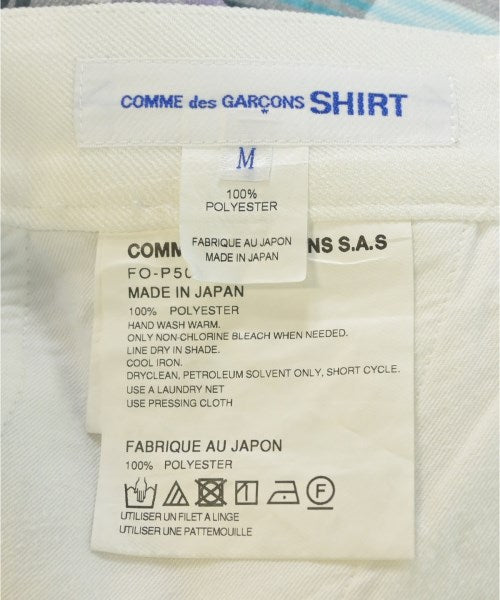 COMME des GARÇONS SHIRT
M
100%
POLYESTER
FABRIQUE AU JAPON
MADE IN JAPAN
COMM NS S.A.S
FO-P50
MADE IN JAPAN
100% POLYESTER
HAND WASH WARM.
ONLY NON-CHLORINE BLEACH WHEN NEEDED.
LINE DRY IN SHADE.
COOL IRON.
DRYCLEAN, PETROLEUM SOLVENT ONLY, SHORT CYCLE.
USE A LAUNDRY NET
USE PRESSING CLOTH
FABRIQUE AU JAPON
100% POLYESTER
F
UTILISER UN FILET A LINGE
UTILISER UNE PATTEMOUILLE